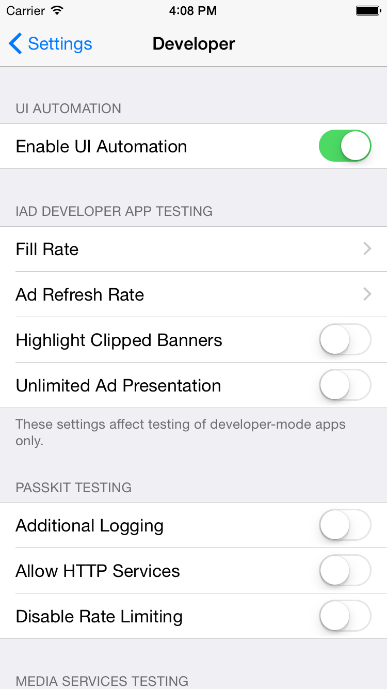 Carrier 4:08 PM
Settings Developer
UI AUTOMATION
Enable UI Automation
IAD DEVELOPER APP TESTING
Fill Rate
Ad Refresh Rate
Highlight Clipped Banners
Unlimited Ad Presentation
These settings affect testing of developer-mode apps
only.
PASSKIT TESTING
Additional Logging
Allow HTTP Services
Disable Rate Limiting
MEDIA SERVICES TESTING